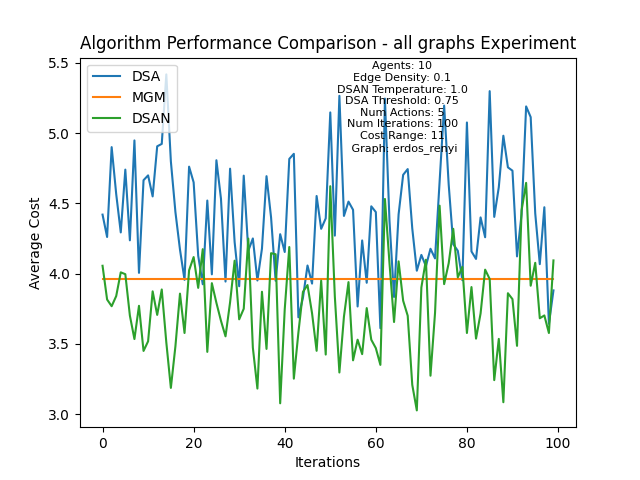 Algorithm Performance Comparison - all graphs Experiment
DSA
MGM
DSAN
Agents: 10
Edge Density: 0.1
DSAN Temperature: 1.0
DSA Threshold: 0.75
Num Actions: 5
Num Iterations: 100
Cost Range: 11
Graph: erdos_renyi
Average Cost
5.5
5.0
4.5
4.0
3.5
3.0
0 20 40 60 80 100
Iterations